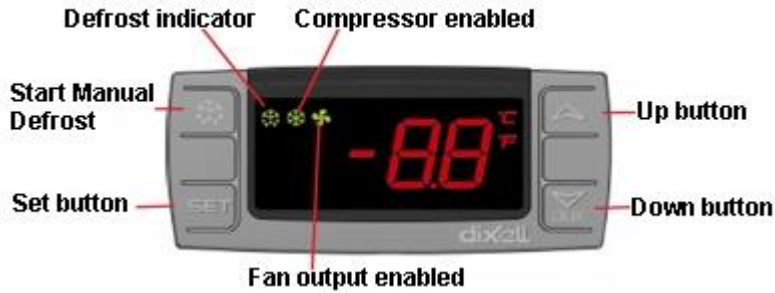 Defrost indicator
Compressor enabled
Start Manual
Defrost
Up button
-8.8
°C
°F
Set button
SET
Down button
dixell
Fan output enabled